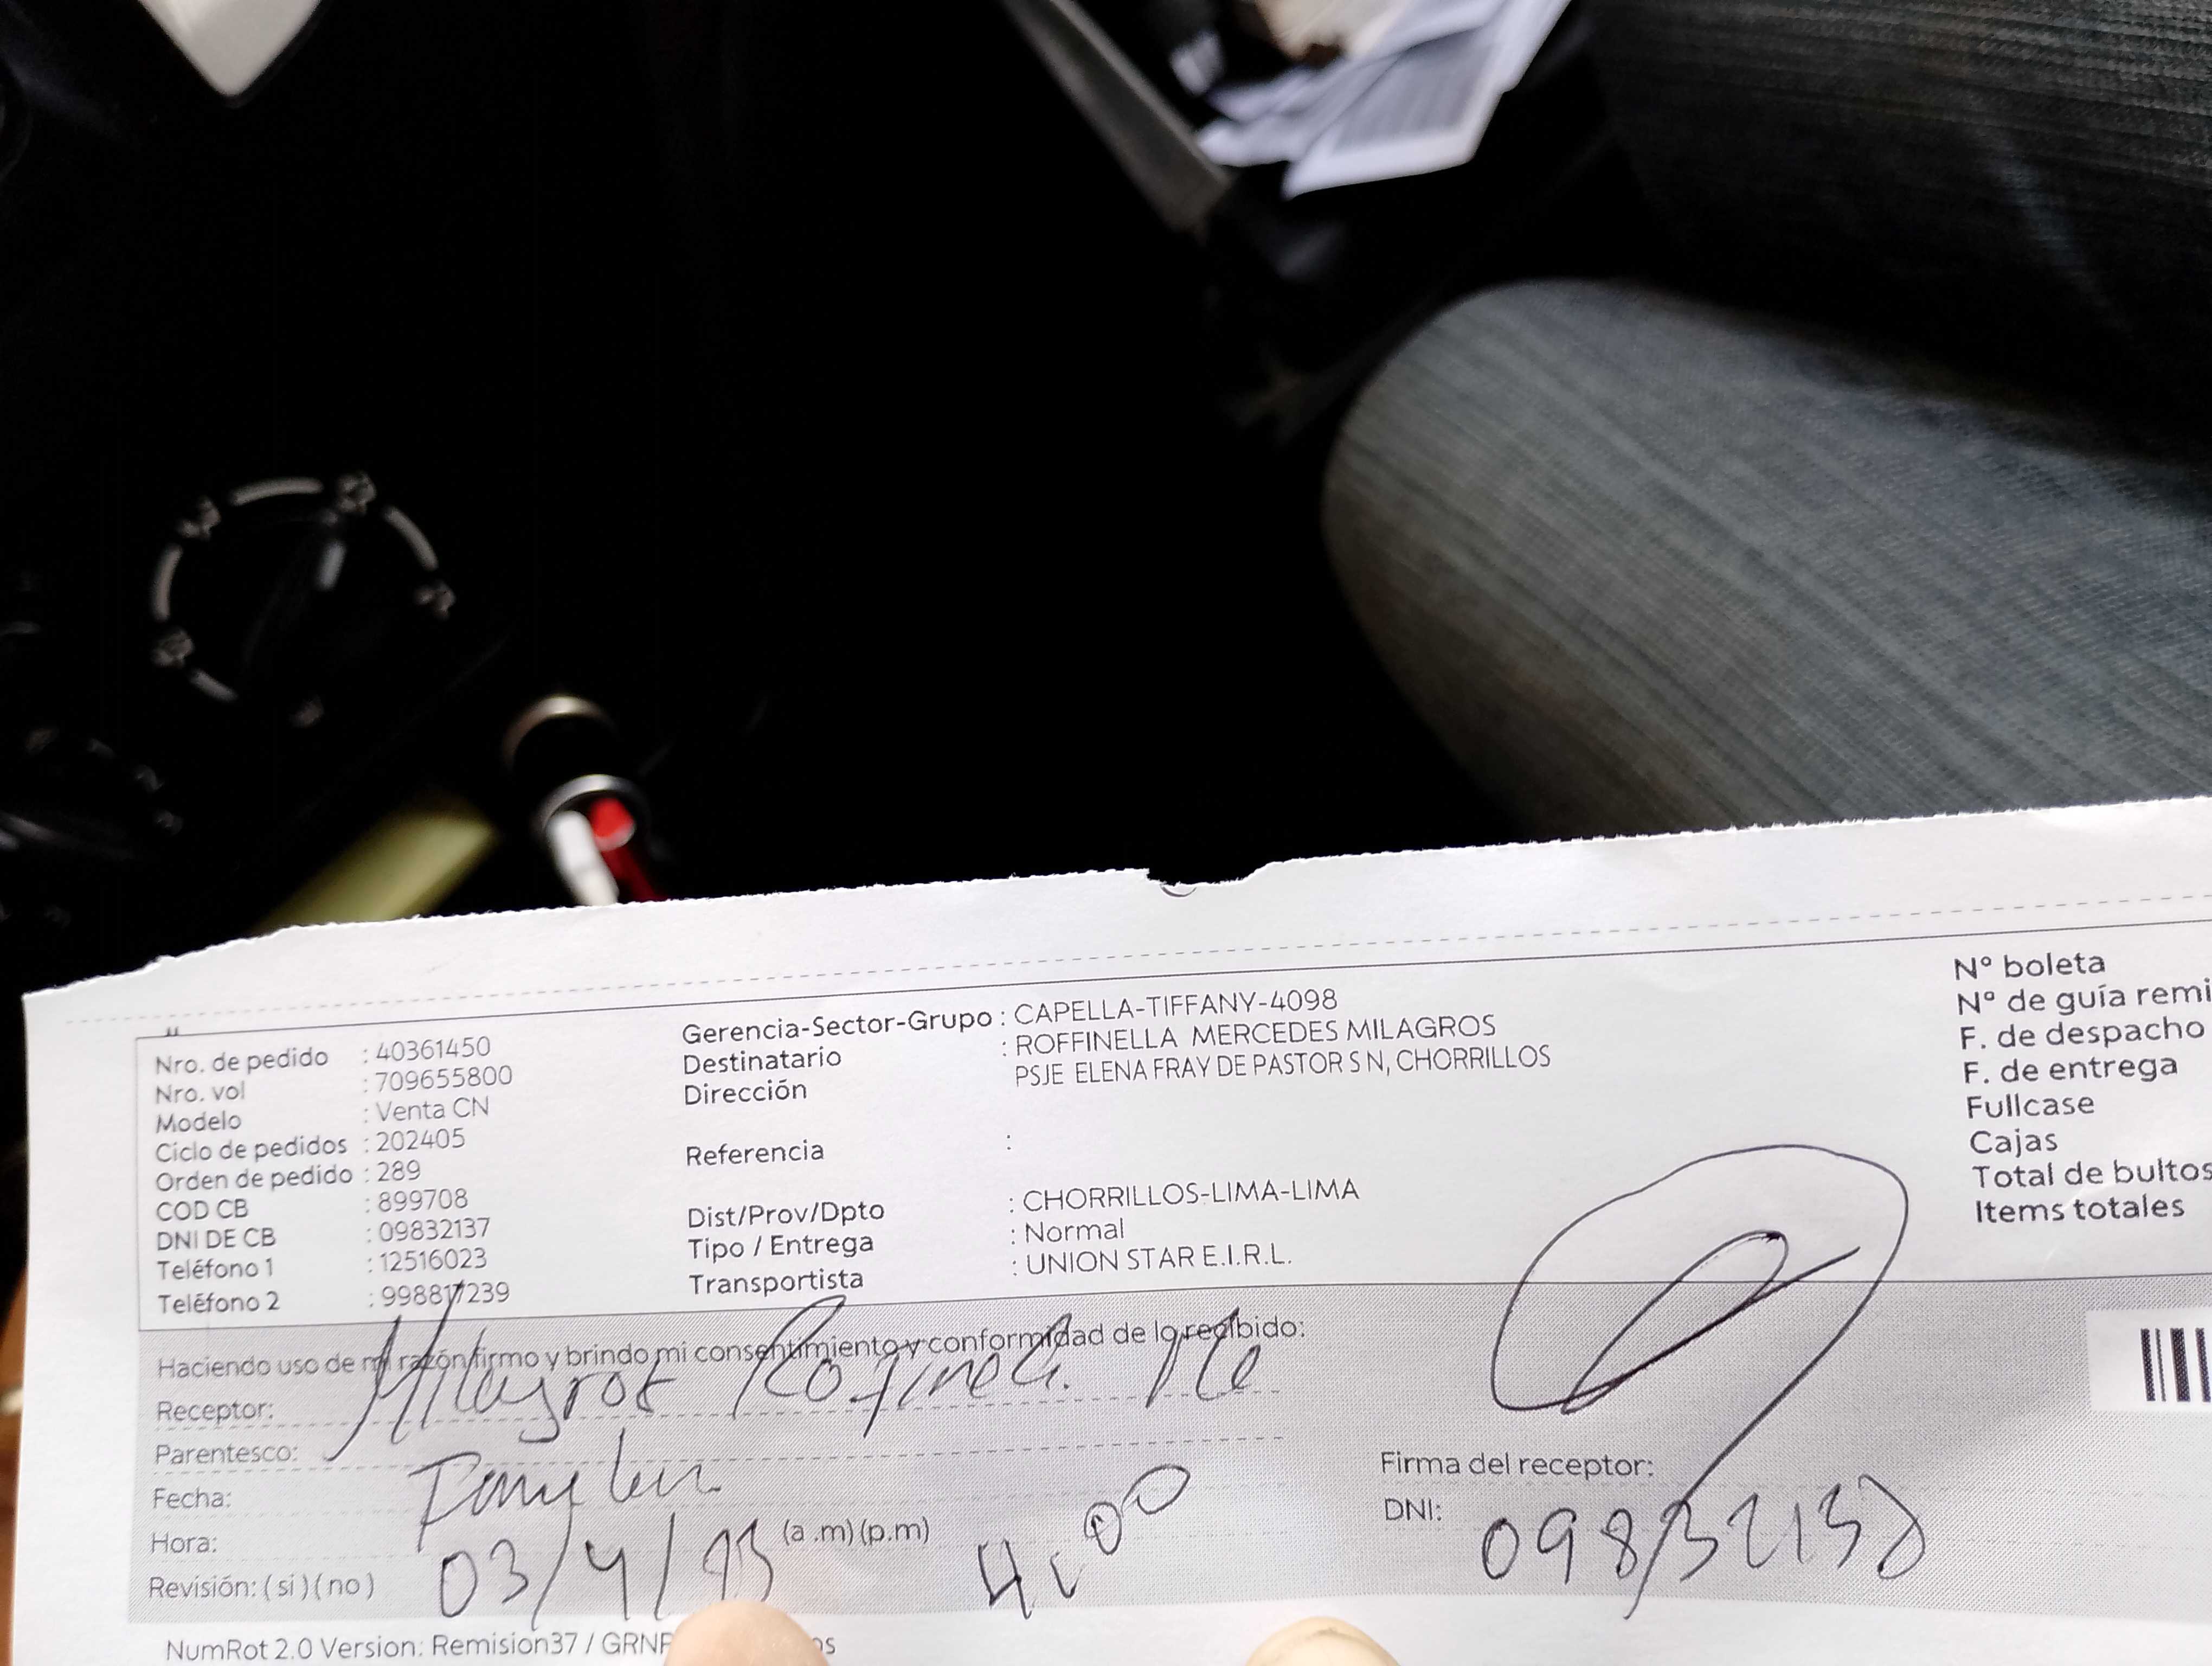 Nro. de pedido : 40361450
Nro. vol : 709655800
Modelo : Venta CN
Ciclo de pedidos : 202405
Orden de pedido : 289
COD CB : 899708
DNI DE CB : 09832137
Teléfono 1 : 12516023
Teléfono 2 : 998817239
Gerencia-Sector-Grupo : CAPELLA-TIFFANY-4098
Destinatario : ROFFINELLA MERCEDES MILAGROS
Dirección PSJE ELENA FRAY DE PASTOR S N, CHORRILLOS
Referencia :
Dist/Prov/Dpto : CHORRILLOS-LIMA-LIMA
Tipo / Entrega : Normal
Transportista : UNION STAR E.I.R.L.
N° boleta
N° de guía remi
F. de despacho
F. de entrega
Fullcase
Cajas
Total de bultos
Items totales
Haciendo uso de mi razón firmo y brindo mi consentimiento y conformidad de lo recibido:
Receptor: Milagros
Parentesco:
Fecha:
Hora: (a .m) (p.m) 4:00
Revisión: ( si ) ( no )
03/4/
Firma del receptor:
DNI: 09832137
NumRot 2.0 Version: Remision37 / GRNF